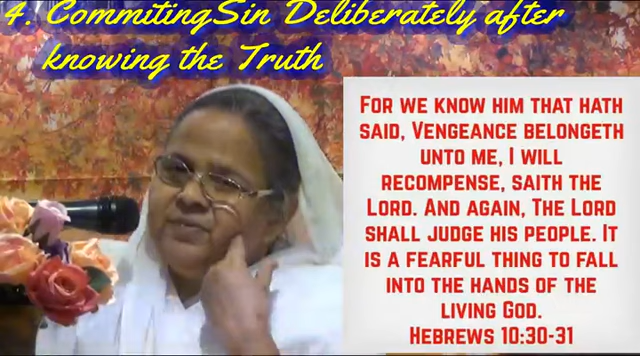 4. CommitingSin Deliberately after
knowing the Truth
For we know him that hath
said, Vengeance belongeth
unto me, I will
recompense, saith the
Lord. And again, The Lord
shall judge his people. It
is a fearful thing to fall
into the hands of the
living God.
Hebrews 10:30-31